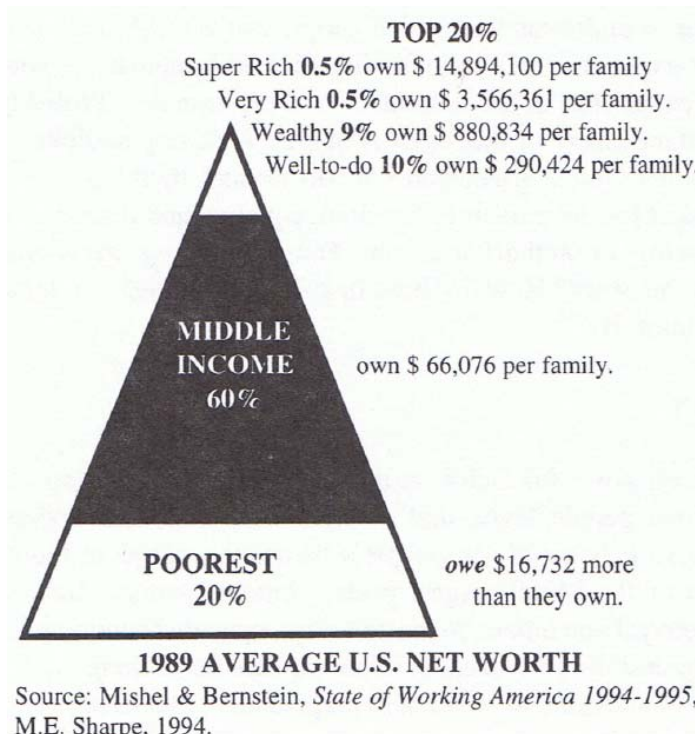 TOP 20%
Super Rich 0.5% own $ 14,894,100 per family
Very Rich 0.5% own $ 3,566,361 per family.
Wealthy 9% own $ 880,834 per family.
Well-to-do 10% own $ 290,424 per family.
MIDDLE
INCOME
60%
own $ 66,076 per family.
POOREST
20%
owe $16,732 more
than they own.
1989 AVERAGE U.S. NET WORTH
Source: Mishel & Bernstein, State of Working America 1994-1995,
M.E. Sharpe, 1994.